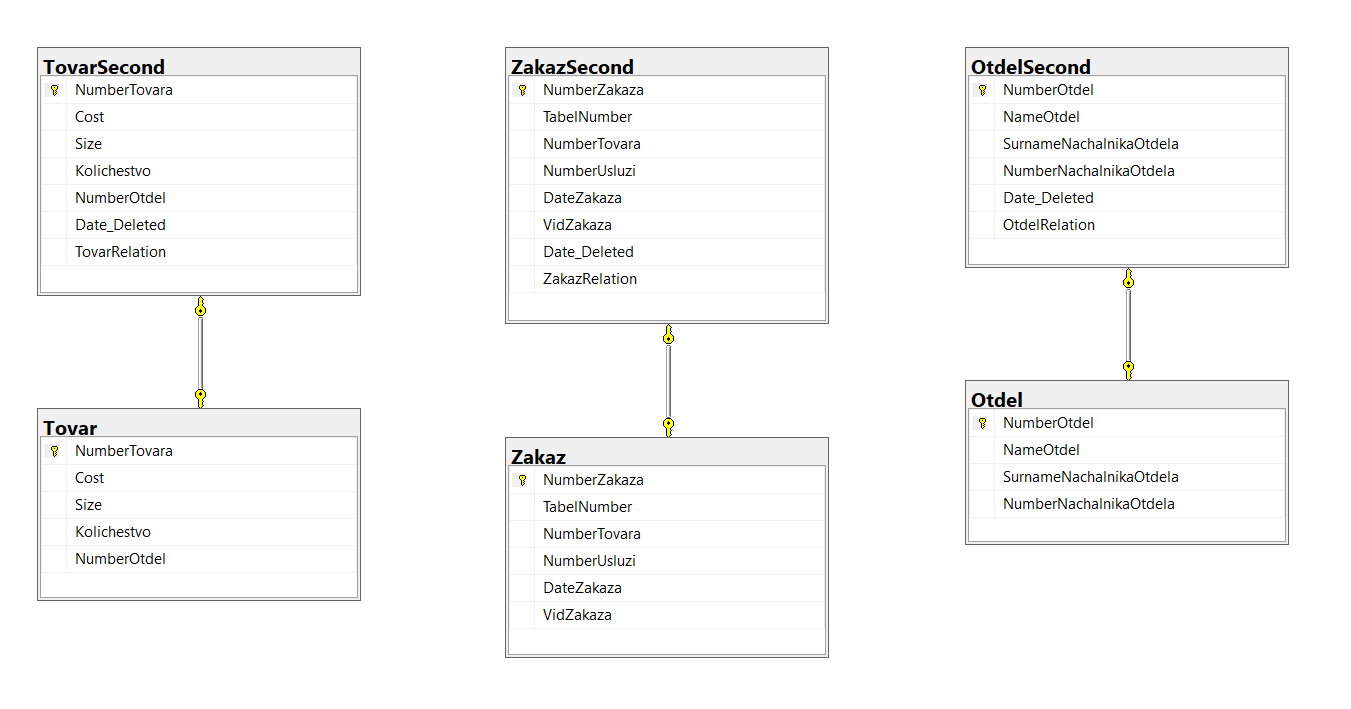 TovarSecond
NumberTovara
Cost
Size
Kolichestvo
NumberOtdel
Date_Deleted
TovarRelation
ZakazSecond
NumberZakaza
TabelNumber
NumberTovara
NumberUsluzi
DateZakaza
VidZakaza
Date_Deleted
ZakazRelation
OtdelSecond
NumberOtdel
NameOtdel
SurnameNachalnikaOtdela
NumberNachalnikaOtdela
Date_Deleted
OtdelRelation
Tovar
NumberTovara
Cost
Size
Kolichestvo
NumberOtdel
Zakaz
NumberZakaza
TabelNumber
NumberTovara
NumberUsluzi
DateZakaza
VidZakaza
Otdel
NumberOtdel
NameOtdel
SurnameNachalnikaOtdela
NumberNachalnikaOtdela